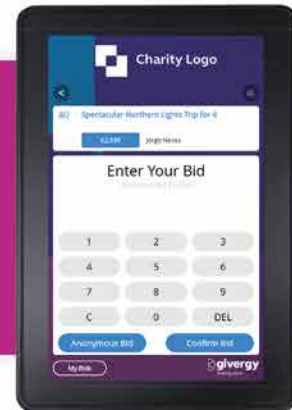 Charity Logo
40 Spectacular Northern Lights Trip for 4
Enter Your Bid
1 2 3
4 5 6
7 8 9
C 0 DEL
Anonymous Bid Confirm Bid
My Bids givergy